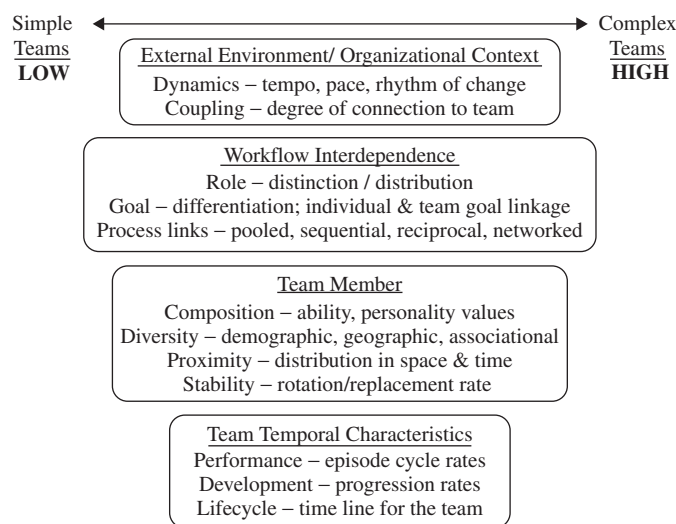 Simple
Teams
LOW
Complex
Teams
HIGH
External Environment/ Organizational Context
Dynamics – tempo, pace, rhythm of change
Coupling – degree of connection to team
Workflow Interdependence
Role – distinction / distribution
Goal – differentiation; individual & team goal linkage
Process links – pooled, sequential, reciprocal, networked
Team Member
Composition – ability, personality values
Diversity – demographic, geographic, associational
Proximity – distribution in space & time
Stability – rotation/replacement rate
Team Temporal Characteristics
Performance – episode cycle rates
Development – progression rates
Lifecycle – time line for the team